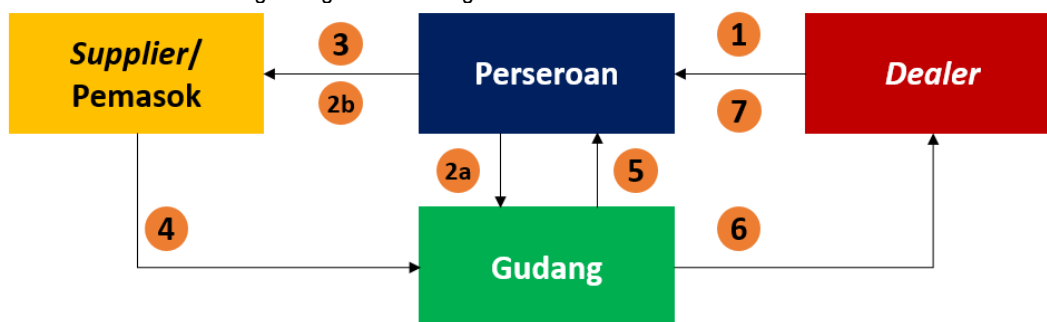 Supplier/
Pemasok
3
2b
Perseroan
1
7
Dealer
2a
5
4
Gudang
6